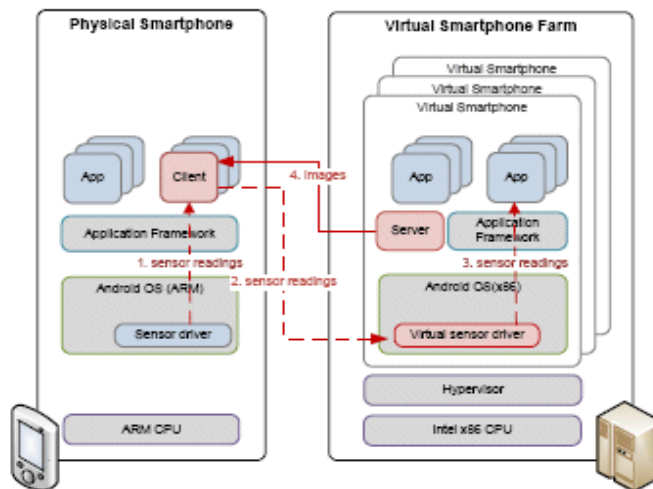 Physical Smartphone
Virtual Smartphone Farm
Virtual Smartphone
Virtual Smartphone
Virtual Smartphone
App
Client
App
App
4. Images
Application Framework
Server
Application
Framework
1. sensor readings
2. sensor readings
3. sensor readings
Android OS (ARM)
Android OS(x86)
Sensor driver
Virtual sensor driver
Hypervisor
ARM CPU
Intel x86 CPU